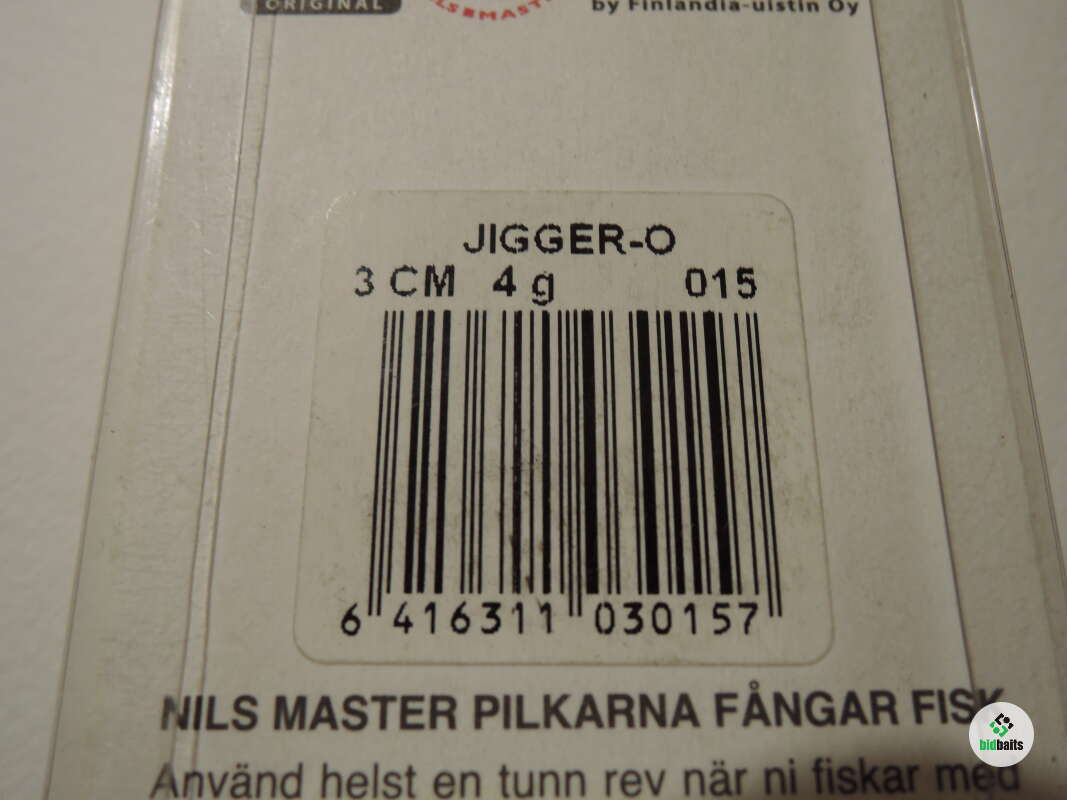 ORIGINAL
by Finlandia-uistin Oy
JIGGER-O
3 CM 4 g 015
6 416311 030157
NILS MASTER PILKARNA FÅNGAR FISK
Använd helst en tunn rev när ni fiskar med
bidbaits